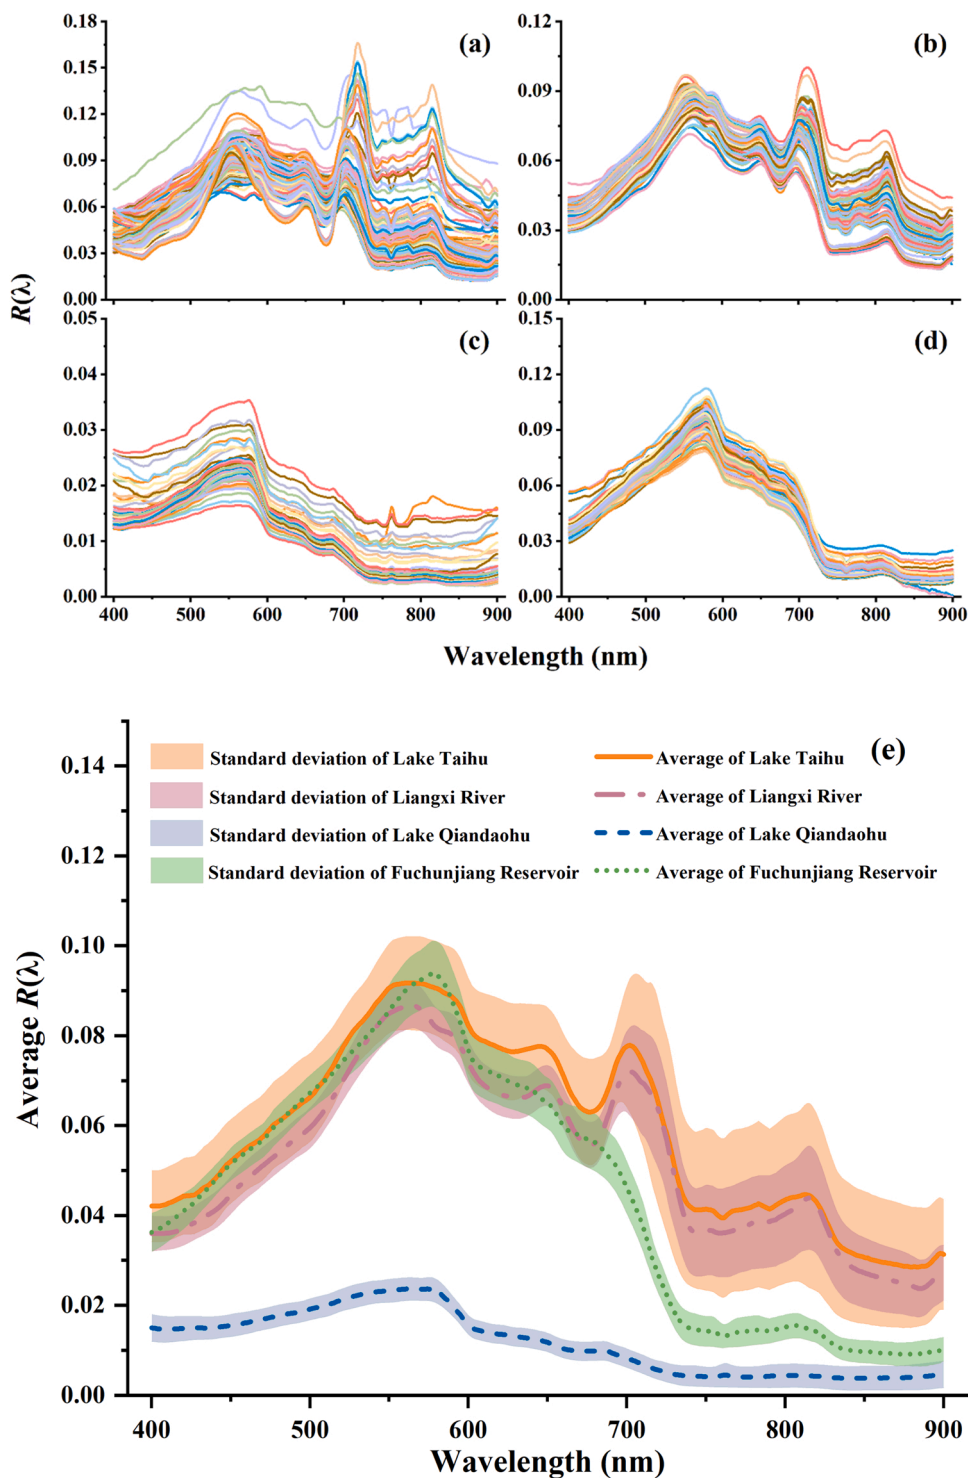 0.18
0.15
0.12
0.09
0.06
0.03
0.00
(a)
0.12
0.09
0.06
0.03
0.00
(b)
R(λ)
0.05
0.04
0.03
0.02
0.01
0.00
(c)
400 500 600 700 800 900
0.15
0.12
0.09
0.06
0.03
0.00
(d)
400 500 600 700 800 900
Wavelength (nm)
(e)
Standard deviation of Lake Taihu
Standard deviation of Liangxi River
Standard deviation of Lake Qiandaohu
Standard deviation of Fuchunjiang Reservoir
Average of Lake Taihu
Average of Liangxi River
Average of Lake Qiandaohu
Average of Fuchunjiang Reservoir
Average R(λ)
0.14
0.12
0.10
0.08
0.06
0.04
0.02
0.00
400 500 600 700 800 900
Wavelength (nm)